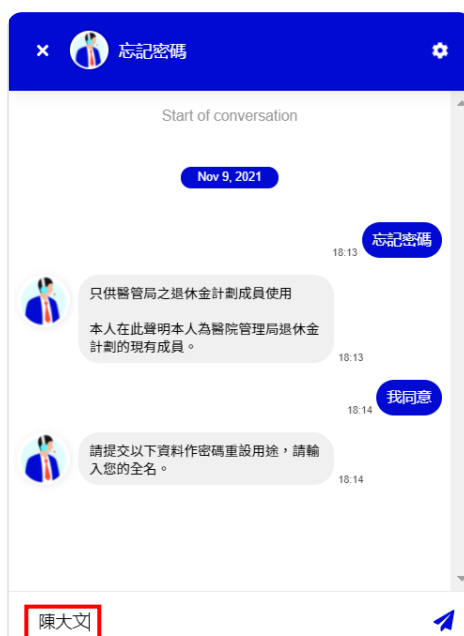 忘記密碼
Start of conversation
Nov 9, 2021
忘記密碼
18:13
只供醫管局之退休金計劃成員使用
本人在此聲明本人為醫院管理局退休金
計劃的現有成員。
18:13
我同意
18:14
請提交以下資料作密碼重設用途，請輸
入您的全名。
18:14
陳大文